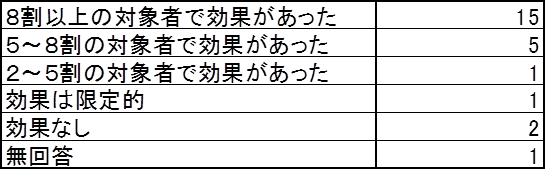 ８割以上の対象者で効果があった 15
５～８割の対象者で効果があった 5
２～５割の対象者で効果があった 1
効果は限定的 1
効果なし 2
無回答 1